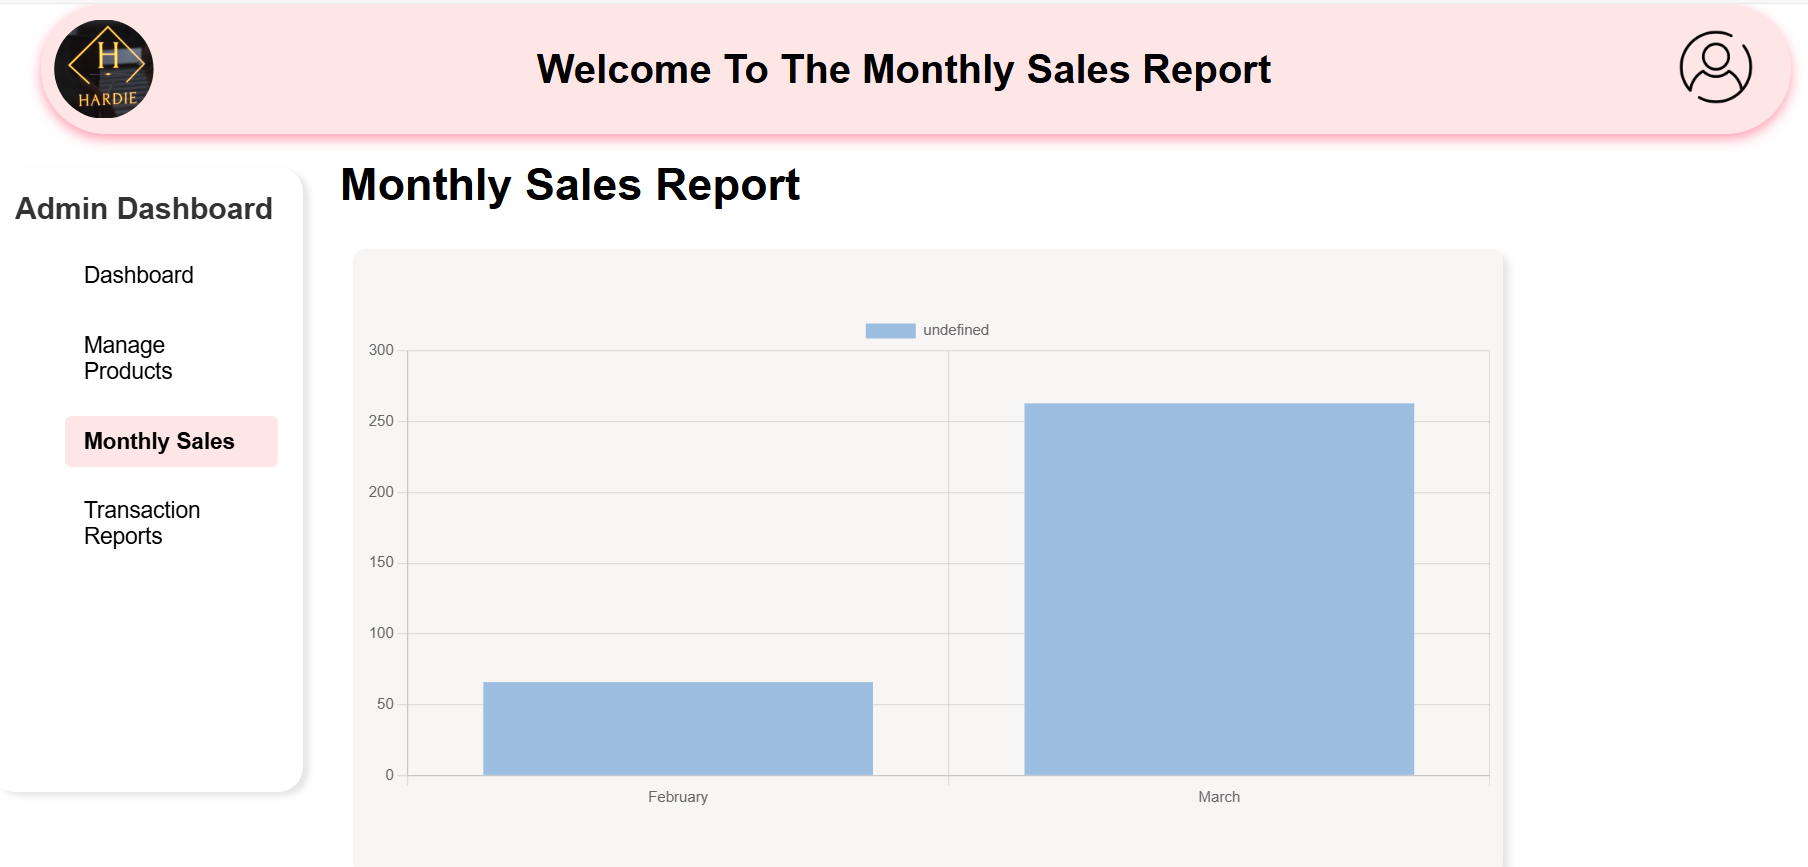 H
HARDIE
Welcome To The Monthly Sales Report
Admin Dashboard
Dashboard
Manage
Products
Monthly Sales
Transaction
Reports
Monthly Sales Report
undefined
300
250
200
150
100
50
0
February
March